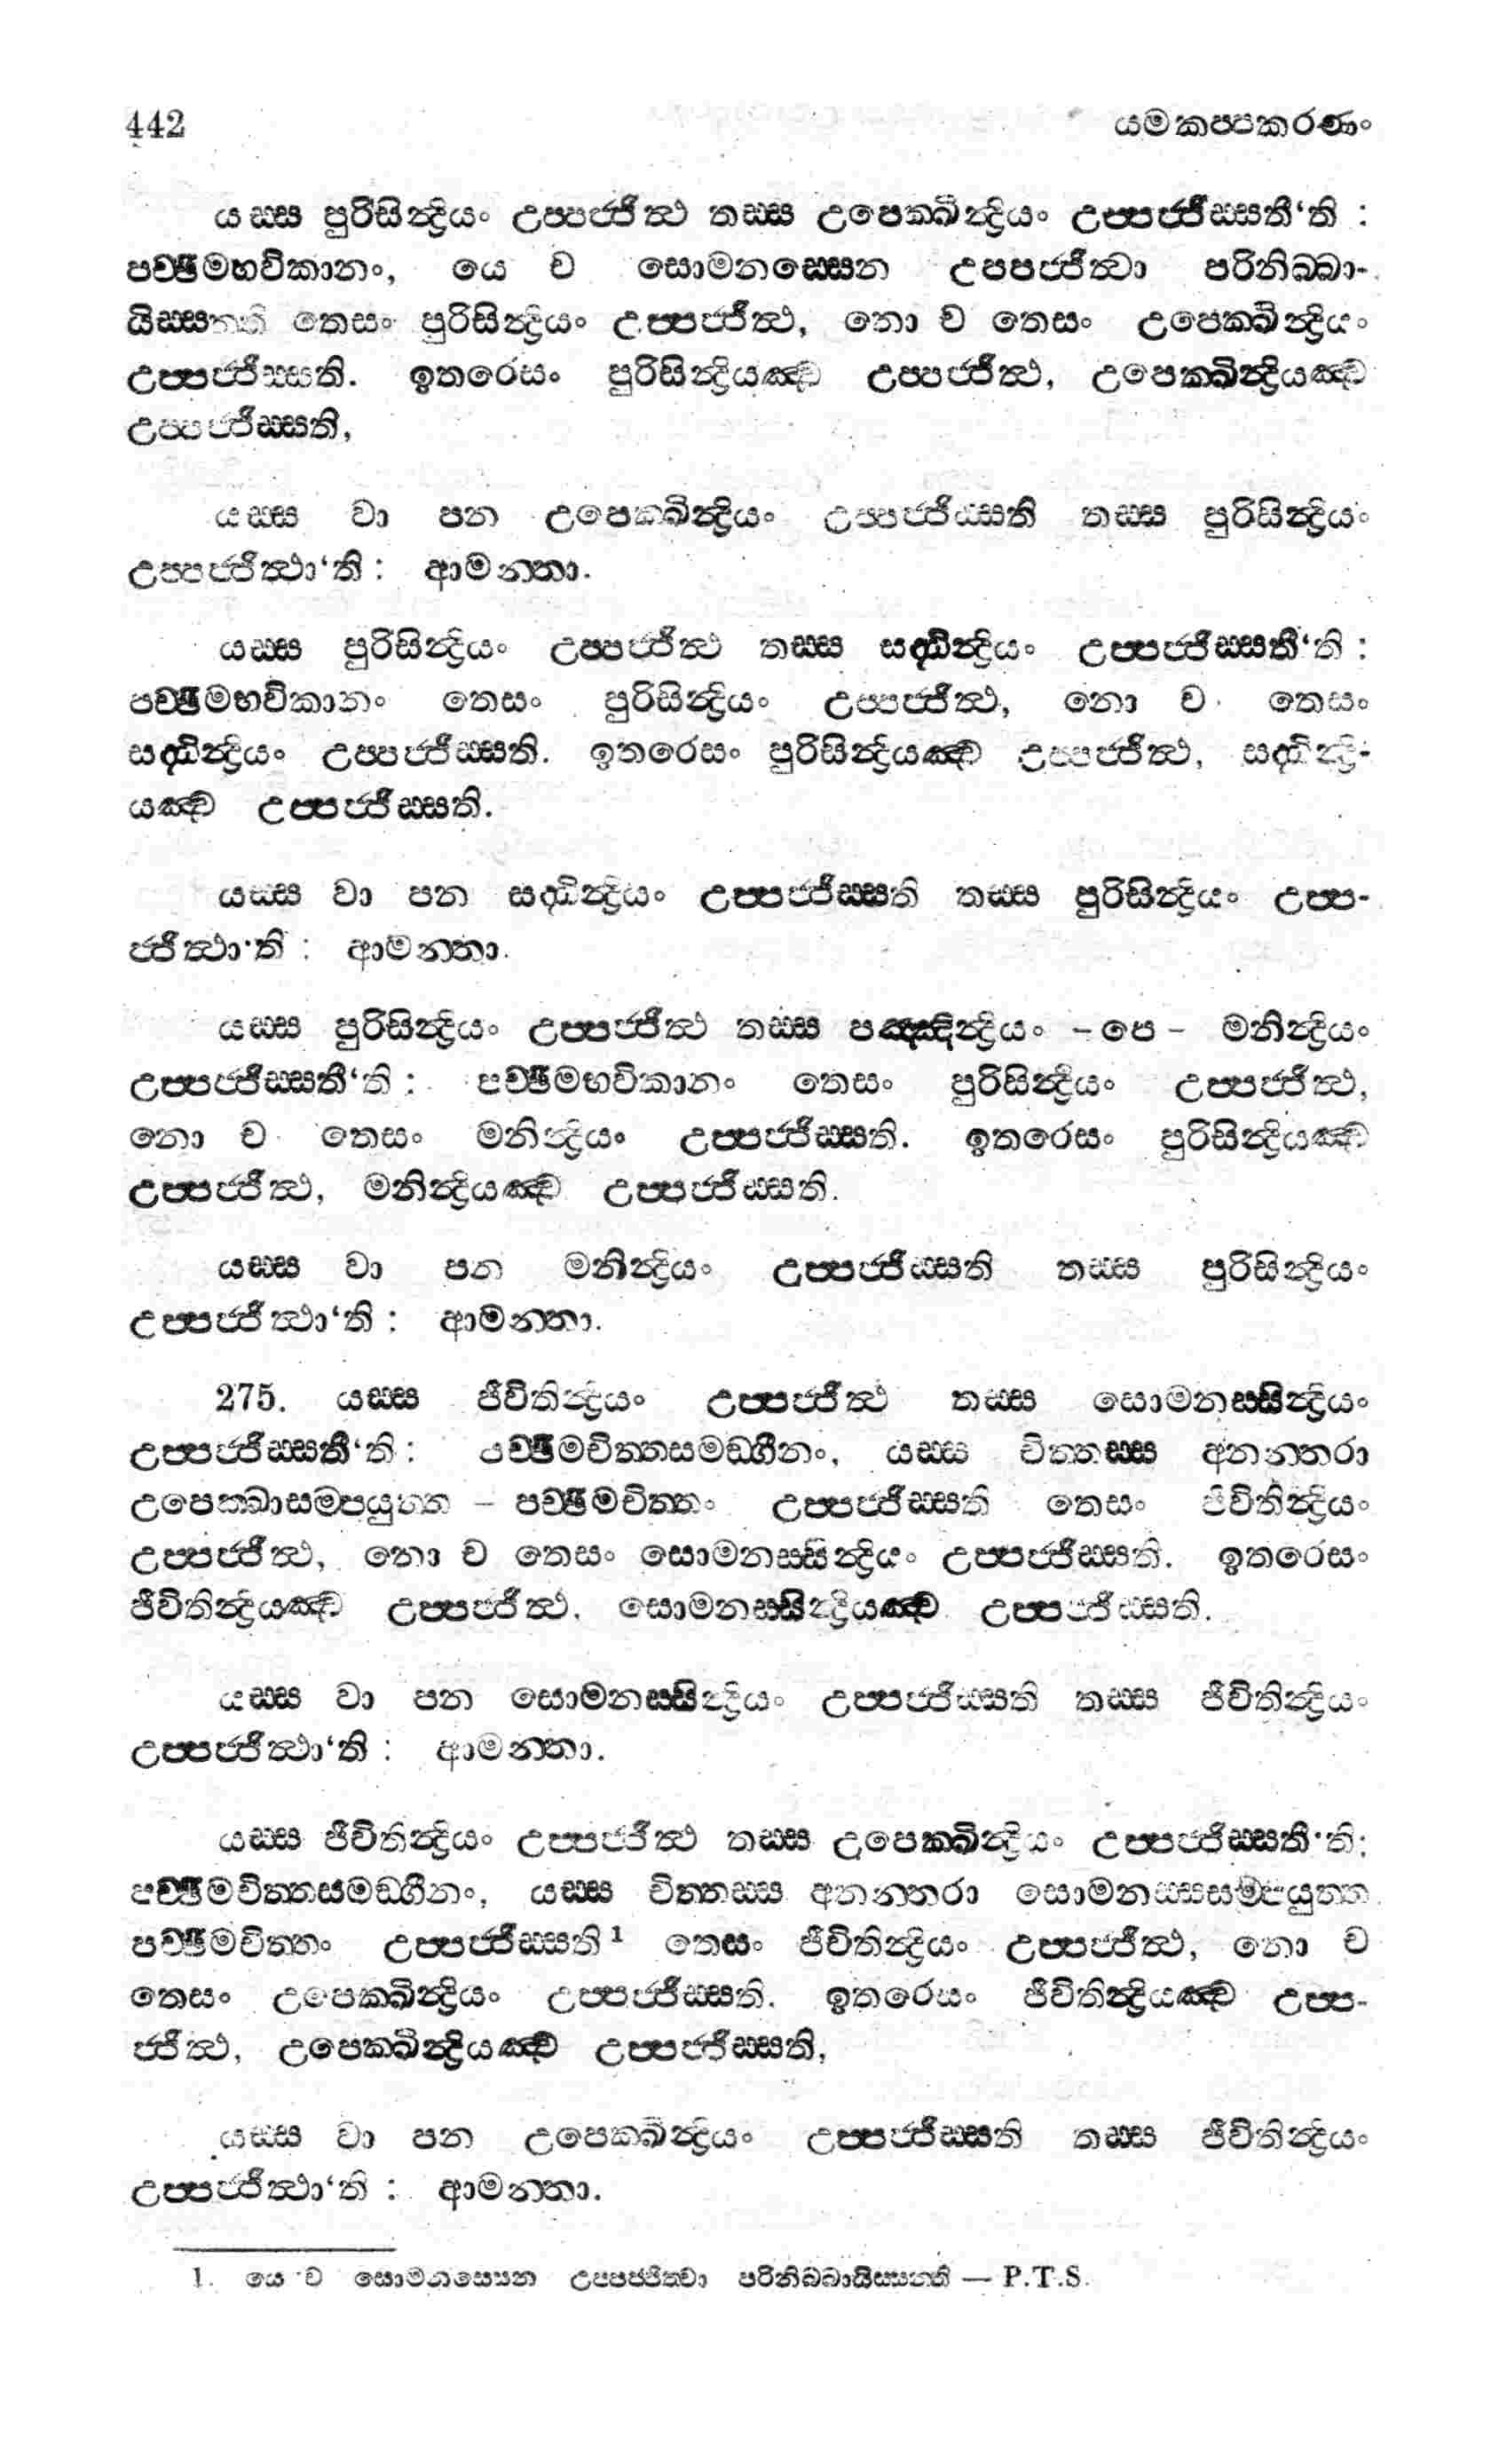 442 යමකප්පකරණං
යස්ස පුරිසින්ද්‍රියං උප්පජ්ජිත්ථ තස්ස උපෙක්ඛින්ද්‍රියං උප්පජ්ජිස්සතී‘ති :
පච්ඡිමභවිකානං, යෙ ච සොමනස්සෙන උපපජ්ජිත්වා පරිනිබ්බා-
යිස්සන්ති තෙසං පුරිසින්ද්‍රියං උප්පජ්ජිත්ථ, නො ච තෙසං උපෙක්ඛින්ද්‍රියං
උප්පජ්ජිස්සති. ඉතරෙසං පුරිසින්ද්‍රියඤ්ච උප්පජ්ජිත්ථ, උපෙක්ඛින්ද්‍රියඤ්ච
උප්පජ්ජිස්සති,
යස්ස වා පන උපෙක්ඛින්ද්‍රියං උප්පජ්ජිස්සති තස්ස පුරිසින්ද්‍රියං
උප්පජ්ජිත්ථා‘ති : ආමන්තා.
යස්ස පුරිසින්ද්‍රියං උප්පජ්ජිත්ථ තස්ස සද්ධින්ද්‍රියං උප්පජ්ජිස්සතී‘ති :
පච්ඡිමභවිකානං තෙසං පුරිසින්ද්‍රියං උප්පජ්ජිත්ථ, නො ච තෙසං
සද්ධින්ද්‍රියං උප්පජ්ජිස්සති. ඉතරෙසං පුරිසින්ද්‍රියඤ්ච උප්පජ්ජිත්ථ, සද්ධින්ද්‍රි-
යඤ්ච උප්පජ්ජිස්සති.
යස්ස වා පන සද්ධින්ද්‍රියං උප්පජ්ජිස්සති තස්ස පුරිසින්ද්‍රියං උප්ප-
ජ්ජිත්ථා‘ති : ආමන්තා.
යස්ස පුරිසින්ද්‍රියං උප්පජ්ජිත්ථ තස්ස පඤ්ඤින්ද්‍රියං - පෙ - මනින්ද්‍රියං
උප්පජ්ජිස්සතී‘ති : පච්ඡිමභවිකානං තෙසං පුරිසින්ද්‍රියං උප්පජ්ජිත්ථ,
නො ච තෙසං මනින්ද්‍රියං උප්පජ්ජිස්සති. ඉතරෙසං පුරිසින්ද්‍රියඤ්ච
උප්පජ්ජිත්ථ, මනින්ද්‍රියඤ්ච උප්පජ්ජිස්සති.
යස්ස වා පන මනින්ද්‍රියං උප්පජ්ජිස්සති තස්ස පුරිසින්ද්‍රියං
උප්පජ්ජිත්ථා‘ති : ආමන්තා.
275. යස්ස ජීවිතින්ද්‍රියං උප්පජ්ජිත්ථ තස්ස සොමනස්සින්ද්‍රියං
උප්පජ්ජිස්සතී‘ති : පච්ඡිමචිත්තසමඞ්ගීනං, යස්ස චිත්තස්ස අනන්තරා
උපෙක්ඛාසම්පයුත්ත - පච්ඡිමචිත්තං උප්පජ්ජිස්සති තෙසං ජීවිතින්ද්‍රියං
උප්පජ්ජිත්ථ, නො ච තෙසං සොමනස්සින්ද්‍රියං උප්පජ්ජිස්සති. ඉතරෙසං
ජීවිතින්ද්‍රියඤ්ච උප්පජ්ජිත්ථ, සොමනස්සින්ද්‍රියඤ්ච උප්පජ්ජිස්සති.
යස්ස වා පන සොමනස්සින්ද්‍රියං උප්පජ්ජිස්සති තස්ස ජීවිතින්ද්‍රියං
උප්පජ්ජිත්ථා‘ති : ආමන්තා.
යස්ස ජීවිතින්ද්‍රියං උප්පජ්ජිත්ථ තස්ස උපෙක්ඛින්ද්‍රියං උප්පජ්ජිස්සතී‘ති:
පච්ඡිමචිත්තසමඞ්ගීනං, යස්ස චිත්තස්ස අනන්තරා සොමනස්සසම්පයුත්ත
පච්ඡිමචිත්තං උප්පජ්ජිස්සති¹ තෙසං ජීවිතින්ද්‍රියං උප්පජ්ජිත්ථ, නො ච
තෙසං උපෙක්ඛින්ද්‍රියං උප්පජ්ජිස්සති. ඉතරෙසං ජීවිතින්ද්‍රියඤ්ච උප්ප-
ජ්ජිත්ථ, උපෙක්ඛින්ද්‍රියඤ්ච උප්පජ්ජිස්සති,
යස්ස වා පන උපෙක්ඛින්ද්‍රියං උප්පජ්ජිස්සති තස්ස ජීවිතින්ද්‍රියං
උප්පජ්ජිත්ථා‘ති : ආමන්තා.
1. යෙ ච සොමනස්සෙන උපපජ්ජිත්වා පරිනිබ්බායිස්සන්ති — P.T.S.